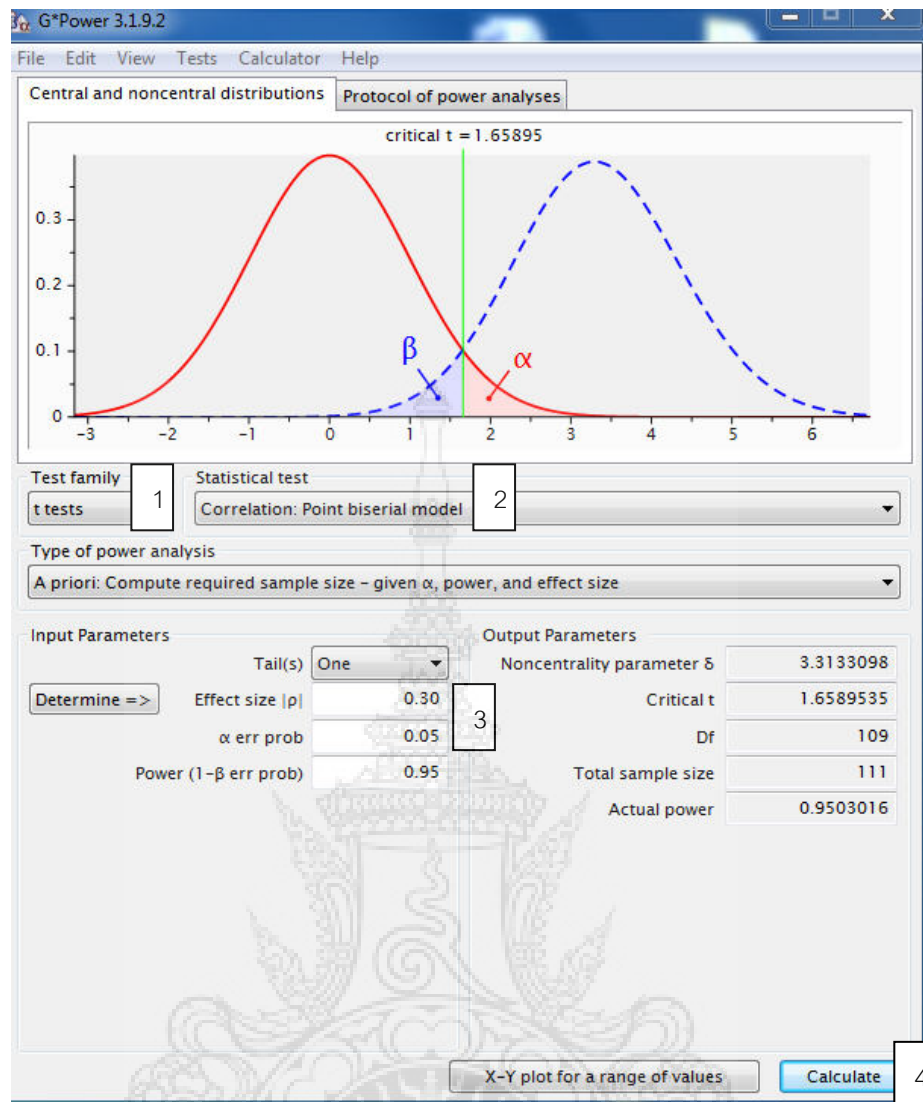 G*Power 3.1.9.2
File Edit View Tests Calculator Help
Central and noncentral distributions Protocol of power analyses
critical t = 1.65895
0.3
0.2
0.1
0
β
α
-3 -2 -1 0 1 2 3 4 5 6
Test family 1 Statistical test 2
t tests Correlation: Point biserial model
Type of power analysis
A priori: Compute required sample size – given α, power, and effect size
Input Parameters Output Parameters
Tail(s) One Noncentrality parameter δ 3.3133098
Determine => Effect size |ρ| 0.30 3 Critical t 1.6589535
α err prob 0.05 Df 109
Power (1-β err prob) 0.95 Total sample size 111
Actual power 0.9503016
X-Y plot for a range of values Calculate 4